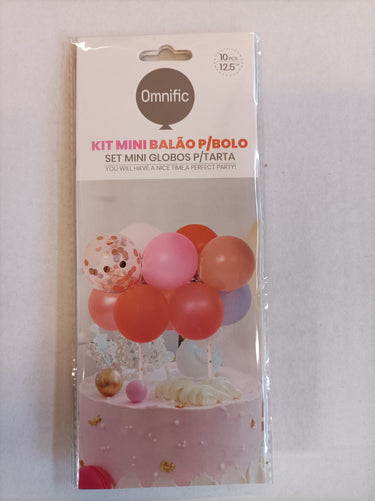 10 PCS
12.5 cm
Omnific
KIT MINI BALÃO P/BOLO
SET MINI GLOBOS P/TARTA
YOU WILL HAVE A NICE TIME,A PERFECT PARTY!